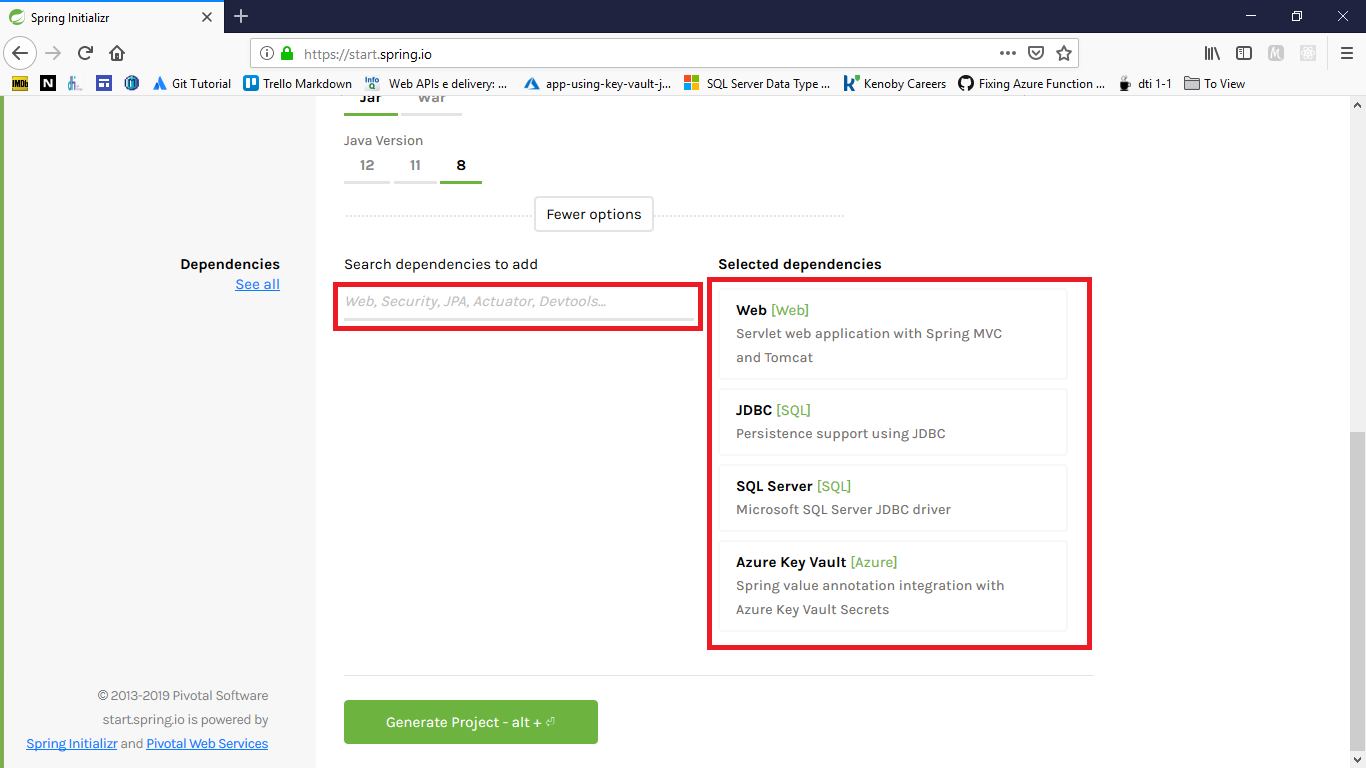 Spring Initializr
https://start.spring.io
IMDb
N
Git Tutorial
Trello Markdown
Info Q
Web APIs e delivery: ...
app-using-key-vault-j...
SQL Server Data Type ...
Kenoby Careers
Fixing Azure Function ...
dti 1-1
To View
Jar War
Java Version
12 11 8
Fewer options
Dependencies
See all
Search dependencies to add
Web, Security, JPA, Actuator, Devtools...
Selected dependencies
Web [Web]
Servlet web application with Spring MVC
and Tomcat
JDBC [SQL]
Persistence support using JDBC
SQL Server [SQL]
Microsoft SQL Server JDBC driver
Azure Key Vault [Azure]
Spring value annotation integration with
Azure Key Vault Secrets
© 2013-2019 Pivotal Software
start.spring.io is powered by
Spring Initializr and Pivotal Web Services
Generate Project - alt + ⏎